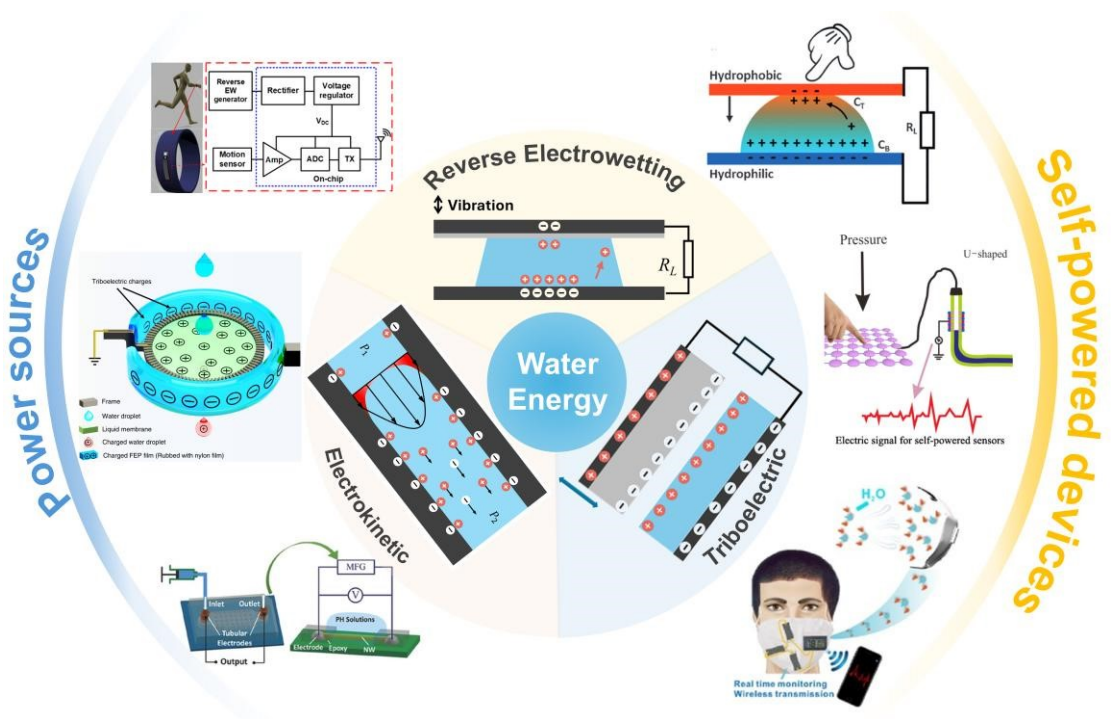 Power sources
Reverse
EW
generator
Rectifier
Voltage
regulator
V_DC
Motion
sensor
Amp
ADC
TX
On-chip
Triboelectric charges
Frame
Water droplet
Liquid membrane
Charged water droplet
Charged FEP film (Rubbed with nylon film)
Inlet
Outlet
Tubular
Electrodes
Output
MFG
V
PH Solutions
Electrode
Epoxy
NW
Reverse Electrowetting
Vibration
R_L
Water
Energy
Electrokinetic
P_1
P_2
Triboelectric
Hydrophobic
C_T
R_L
C_B
Hydrophilic
Pressure
U-shaped
Electric signal for self-powered sensors
H_2O
Real time monitoring
Wireless transmission
Self-powered devices